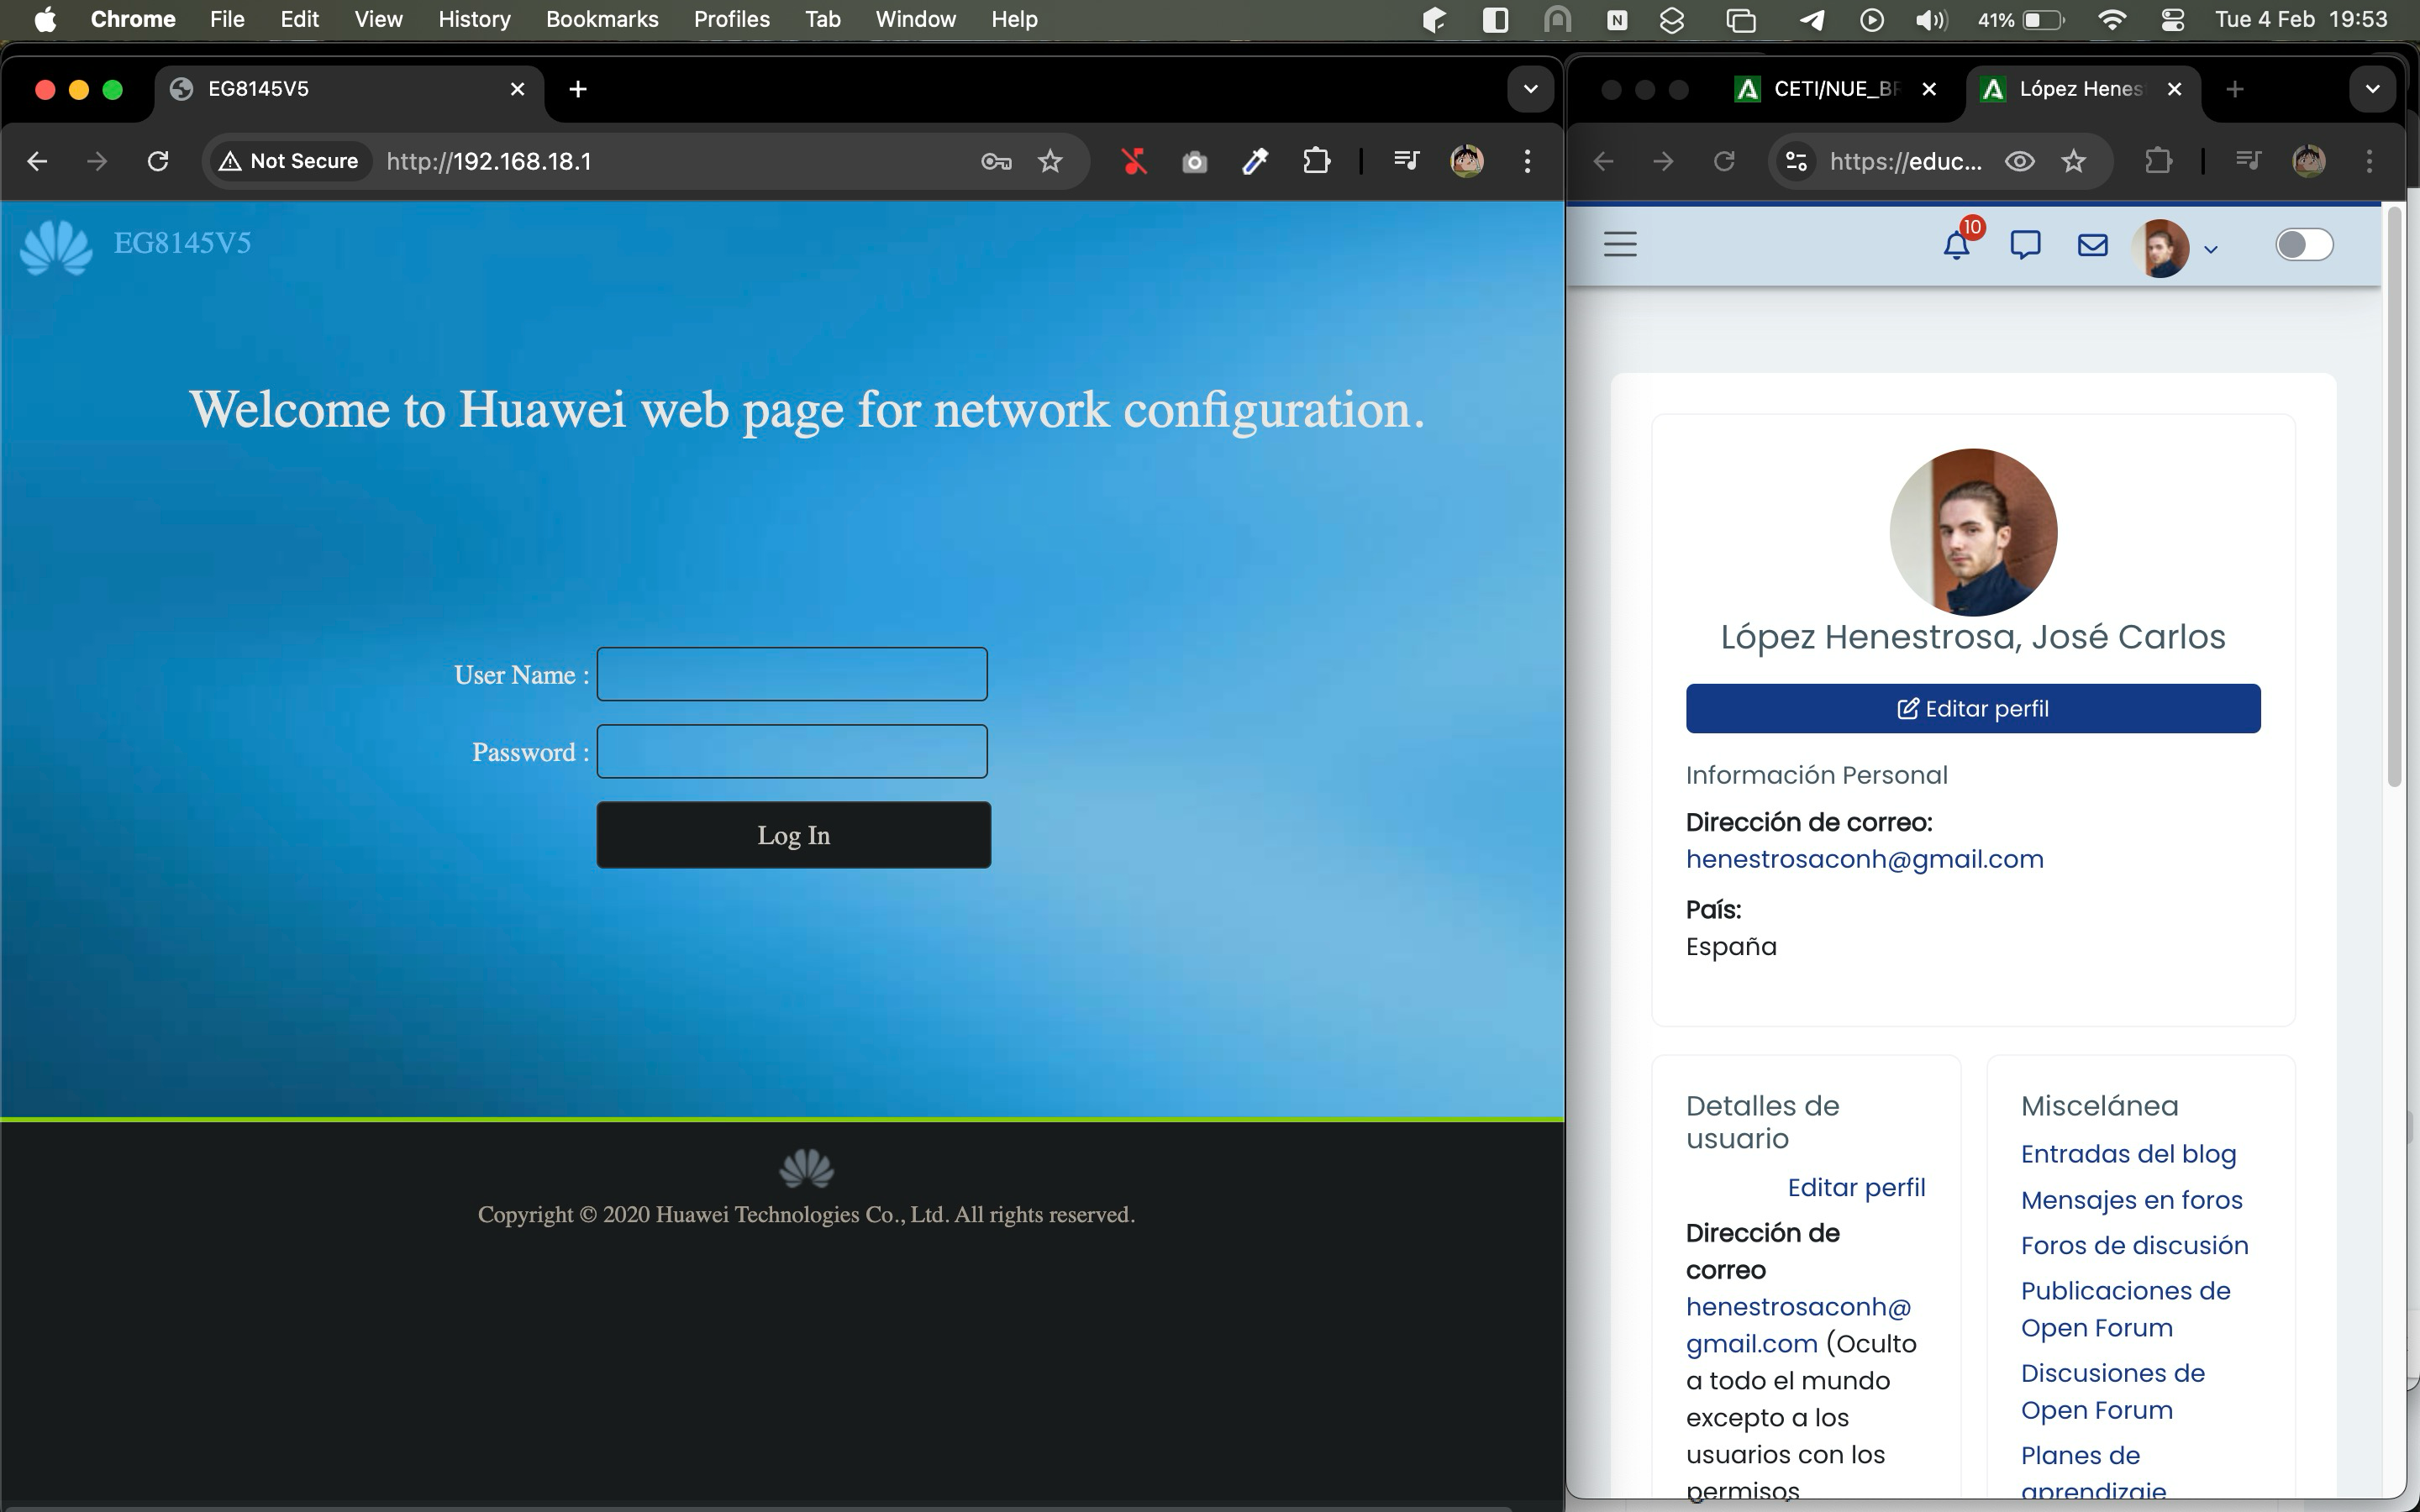 Chrome File Edit View History Bookmarks Profiles Tab Window Help
41% Tue 4 Feb 19:53
EG8145V5
Not Secure http://192.168.18.1
EG8145V5
Welcome to Huawei web page for network configuration.
User Name :
Password :
Log In
Copyright © 2020 Huawei Technologies Co., Ltd. All rights reserved.
CETI/NUE_BR López Henes
https://educ...
10
López Henestrosa, José Carlos
Editar perfil
Información Personal
Dirección de correo:
henestrosaconh@gmail.com
País:
España
Detalles de
usuario
Editar perfil
Dirección de
correo
henestrosaconh@
gmail.com (Oculto
a todo el mundo
excepto a los
usuarios con los
permisos
Miscelánea
Entradas del blog
Mensajes en foros
Foros de discusión
Publicaciones de
Open Forum
Discusiones de
Open Forum
Planes de
aprendizaje